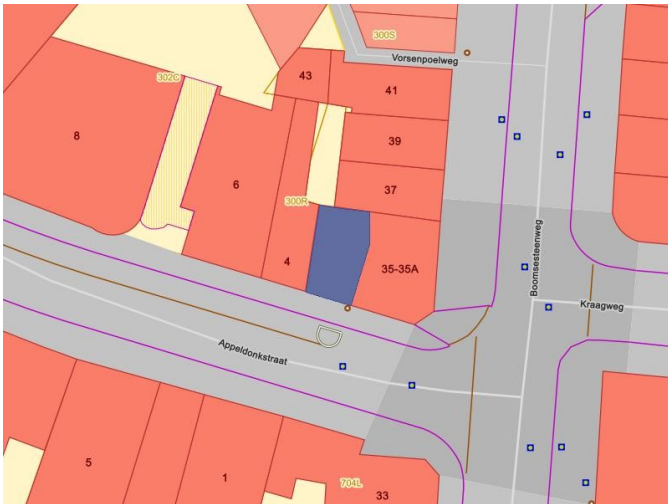 300S
Vorsenpoelweg
302C
43
41
8
39
6
37
300R
4
35-35A
Boomsesteenweg
Kraagweg
Appeldonkstraat
5
1
704L
33